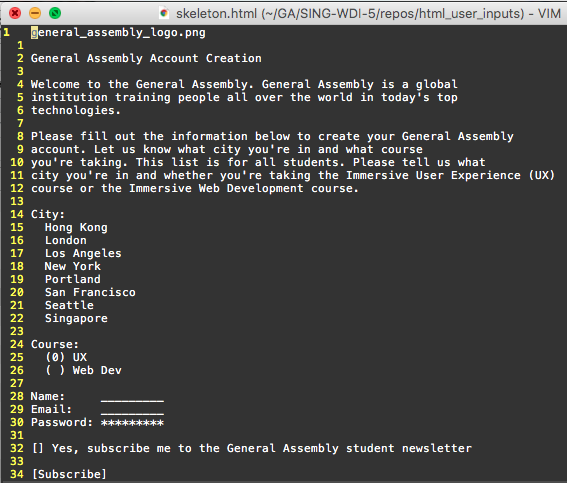 skeleton.html (~/GA/SING-WDI-5/repos/html_user_inputs) - VIM
1 general_assembly_logo.png
1
2 General Assembly Account Creation
3
4 Welcome to the General Assembly. General Assembly is a global
5 institution training people all over the world in today's top
6 technologies.
7
8 Please fill out the information below to create your General Assembly
9 account. Let us know what city you're in and what course
10 you're taking. This list is for all students. Please tell us what
11 city you're in and whether you're taking the Immersive User Experience (UX)
12 course or the Immersive Web Development course.
13
14 City:
15 Hong Kong
16 London
17 Los Angeles
18 New York
19 Portland
20 San Francisco
21 Seattle
22 Singapore
23
24 Course:
25 (0) UX
26 ( ) Web Dev
27
28 Name: _________
29 Email: _________
30 Password: *********
31
32 [] Yes, subscribe me to the General Assembly student newsletter
33
34 [Subscribe]